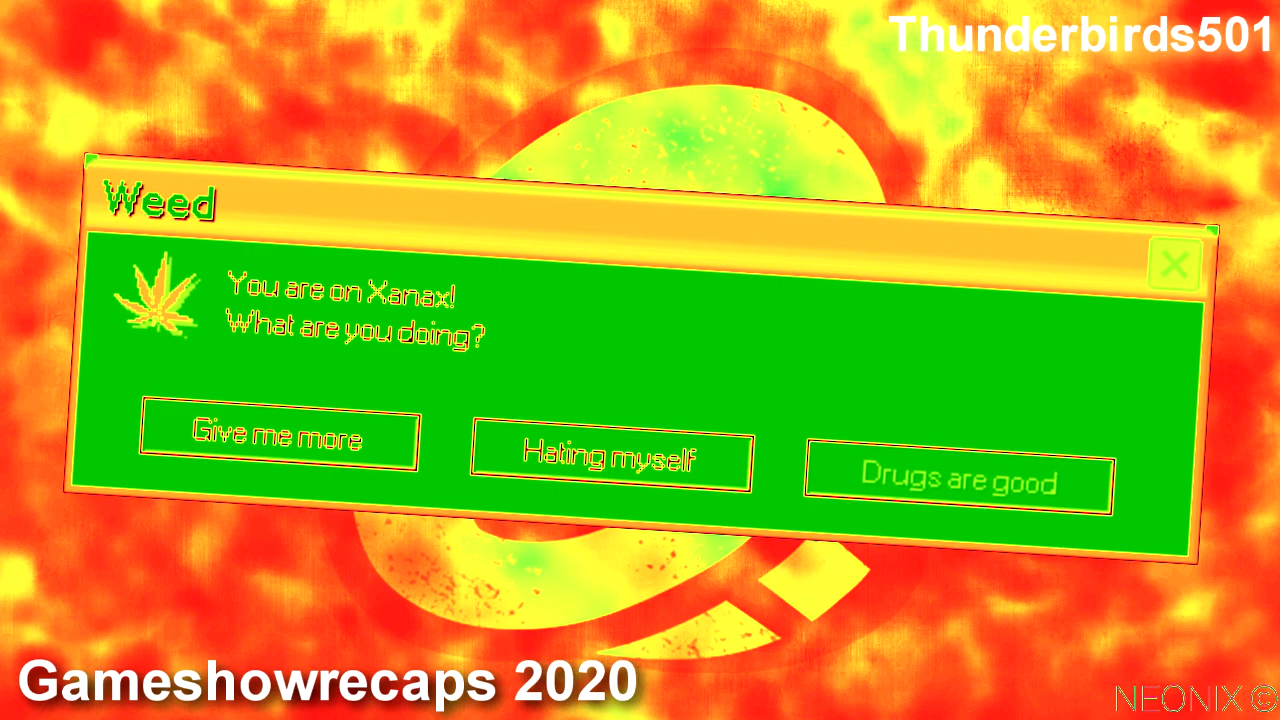 Thunderbirds501
Weed
You are on Xanax!
What are you doing?
Give me more
Hating myself
Drugs are good
Gameshowrecaps 2020
NEONIX ©